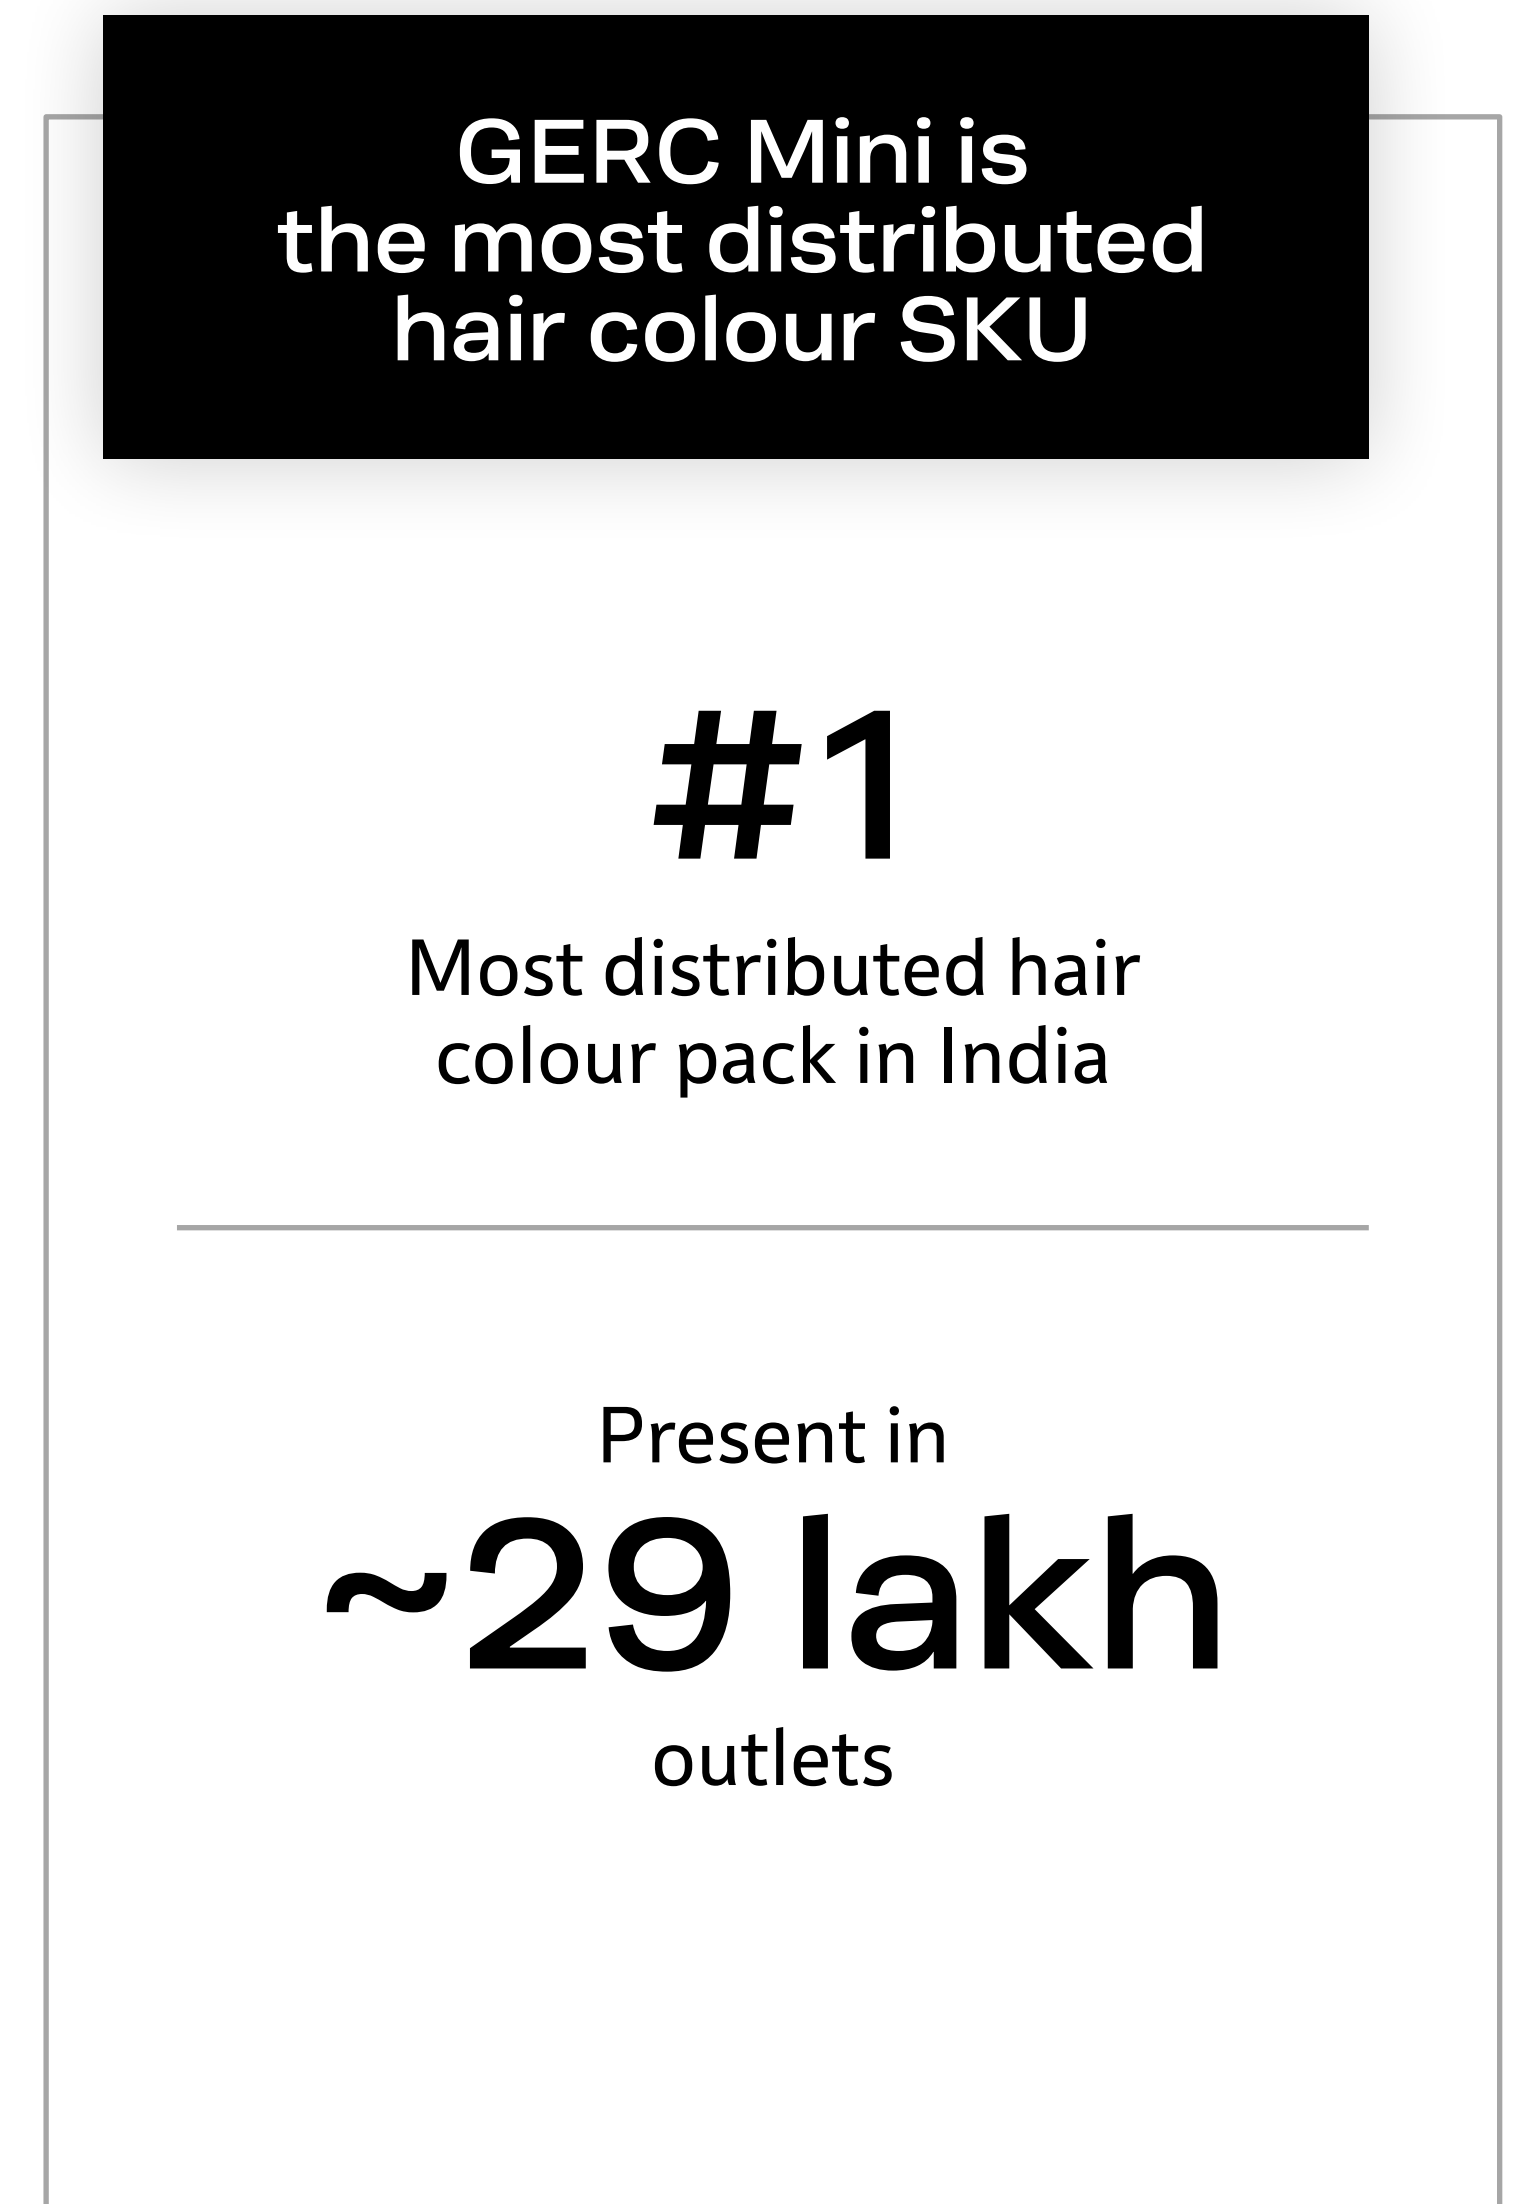 GERC Mini is
the most distributed
hair colour SKU
#1
Most distributed hair
colour pack in India
Present in
~29 lakh
outlets